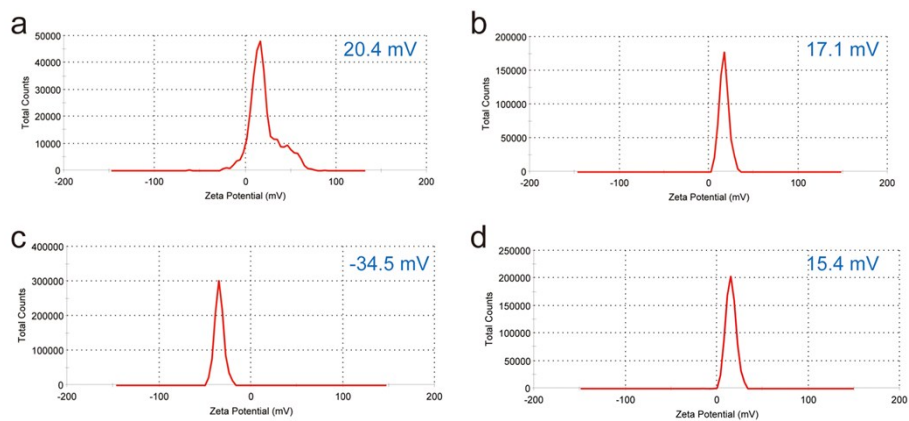 a
20.4 mV
Total Counts
50000
40000
30000
20000
10000
0
-200
-100
0
100
200
Zeta Potential (mV)
b
17.1 mV
Total Counts
200000
150000
100000
50000
0
-200
-100
0
100
200
Zeta Potential (mV)
c
-34.5 mV
Total Counts
400000
300000
200000
100000
0
-200
-100
0
100
200
Zeta Potential (mV)
d
15.4 mV
Total Counts
250000
200000
150000
100000
50000
0
-200
-100
0
100
200
Zeta Potential (mV)